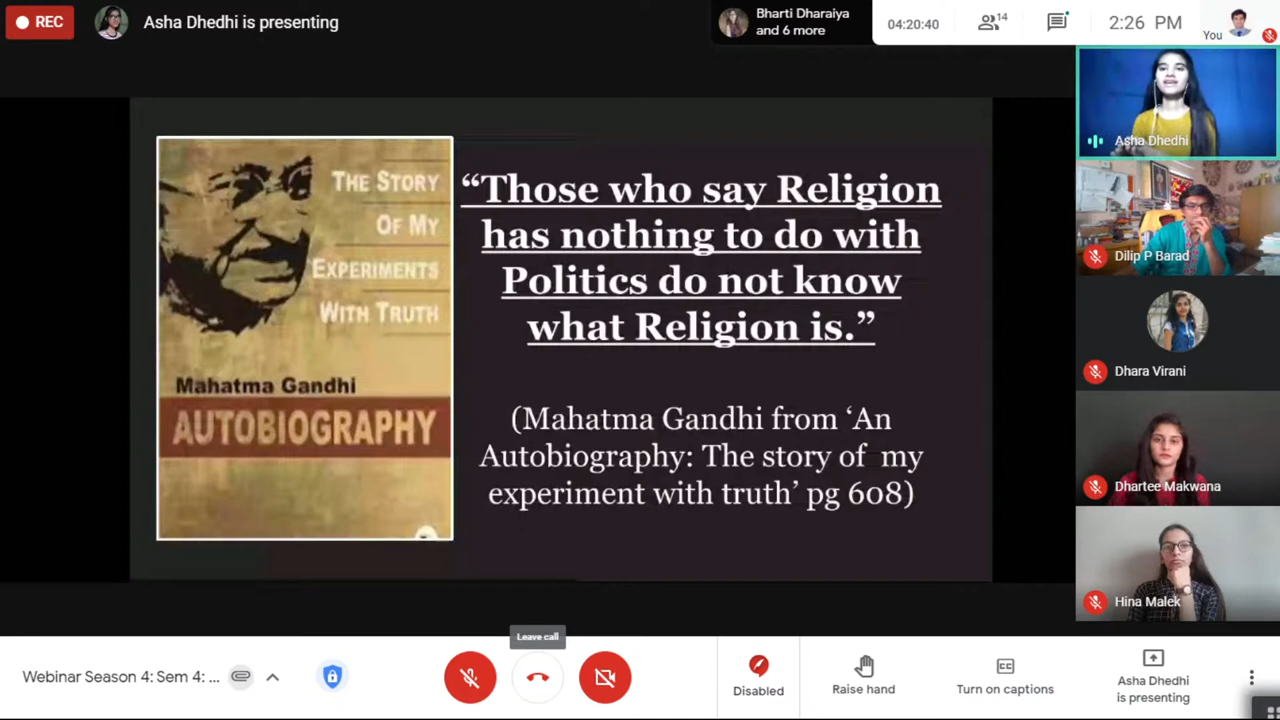 REC
Asha Dhedhi is presenting
Bharti Dharaiya
and 6 more
04:20:40
14
2:26 PM
You
THE STORY
OF MY
EXPERIMENTS
WITH TRUTH
Mahatma Gandhi
AUTOBIOGRAPHY
“Those who say Religion
has nothing to do with
Politics do not know
what Religion is.”
(Mahatma Gandhi from ‘An
Autobiography: The story of my
experiment with truth’ pg 608)
Asha Dhedhi
Dilip P Barad
Dhara Virani
Dhartee Makwana
Hina Malek
Leave call
Webinar Season 4: Sem 4: ...
Disabled
Raise hand
CC
Turn on captions
Asha Dhedhi
is presenting